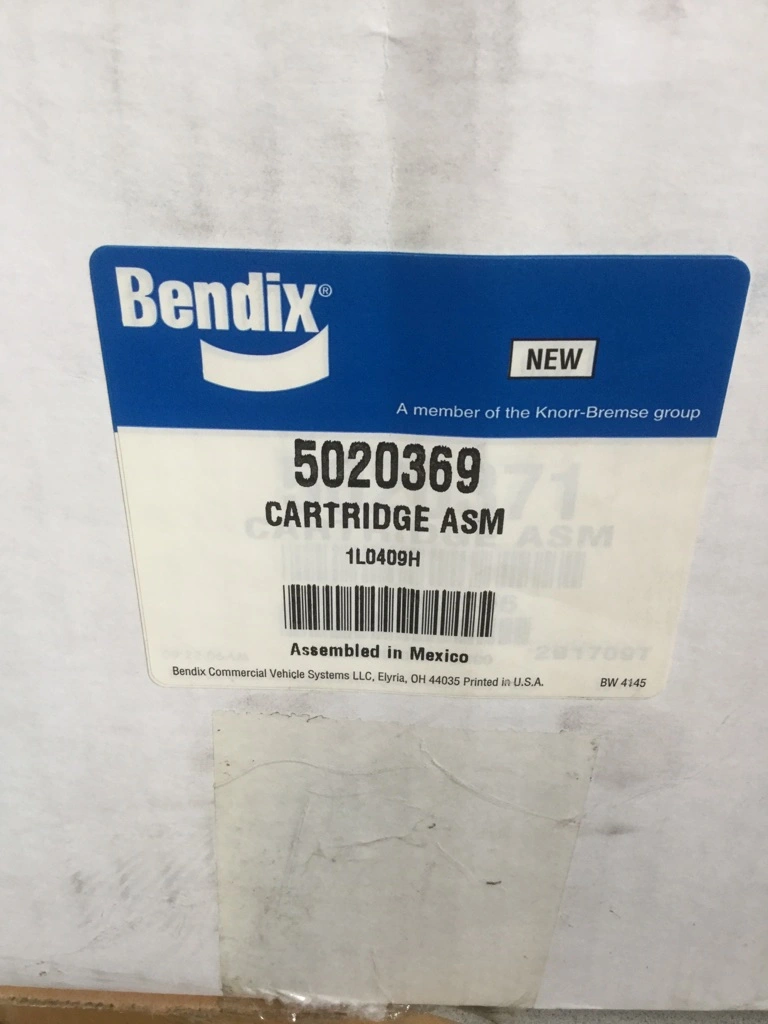 Bendix®
NEW
A member of the Knorr-Bremse group
5020369
CARTRIDGE ASM
1L0409H
Assembled in Mexico
Bendix Commercial Vehicle Systems LLC, Elyria, OH 44035 Printed in U.S.A.
BW 4145